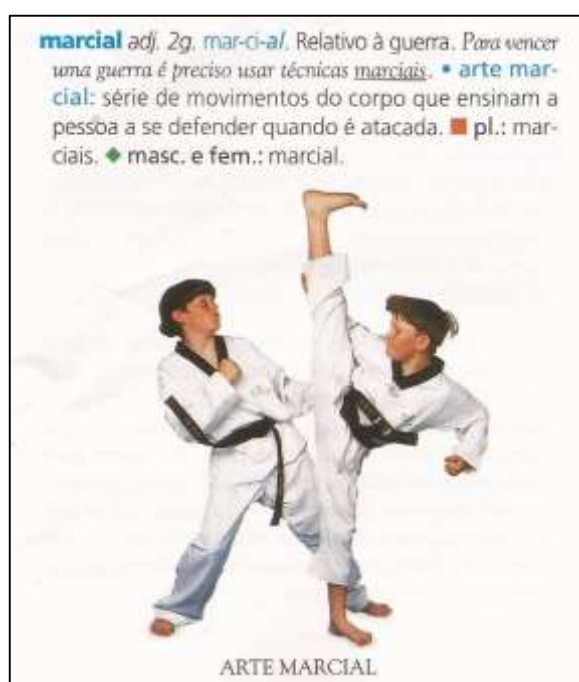 marcial adj. 2g. mar-ci-al. Relativo à guerra. Para vencer
uma guerra é preciso usar técnicas marciais. • arte mar-
cial: série de movimentos do corpo que ensinam a
pessoa a se defender quando é atacada. ■ pl.: mar-
ciais. ◆ masc. e fem.: marcial.
ARTE MARCIAL